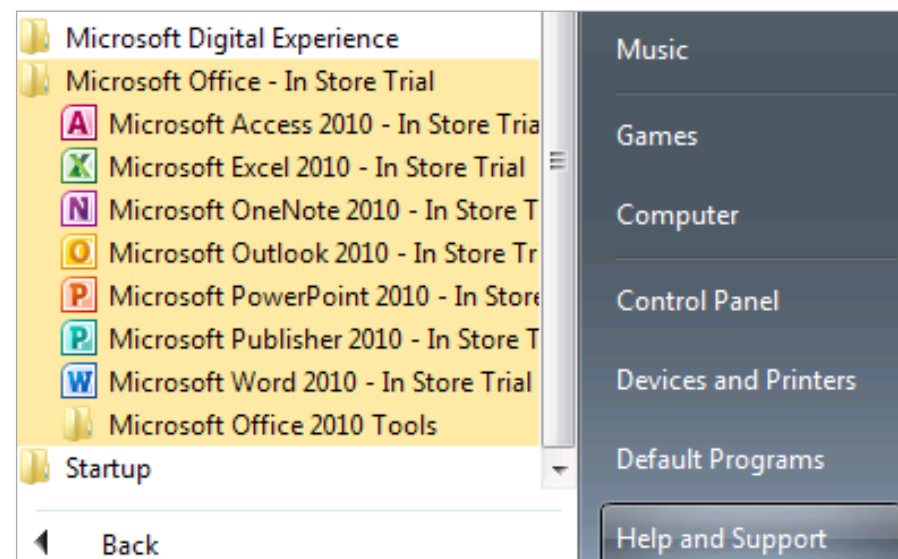 Microsoft Digital Experience
Microsoft Office - In Store Trial
Microsoft Access 2010 - In Store Tria
Microsoft Excel 2010 - In Store Trial
Microsoft OneNote 2010 - In Store T
Microsoft Outlook 2010 - In Store Tr
Microsoft PowerPoint 2010 - In Store
Microsoft Publisher 2010 - In Store T
Microsoft Word 2010 - In Store Trial
Microsoft Office 2010 Tools
Startup
Back
Music
Games
Computer
Control Panel
Devices and Printers
Default Programs
Help and Support